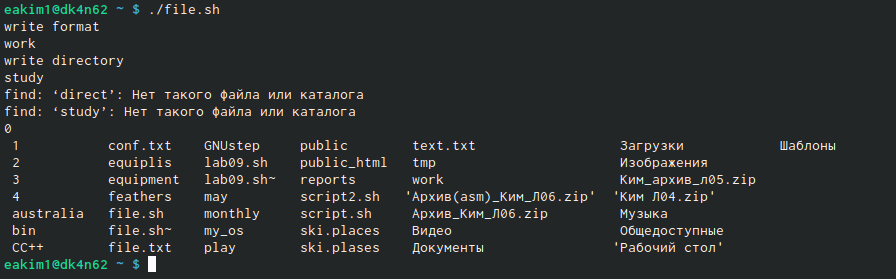 eakim1@dk4n62 ~ $ ./file.sh
write format
work
write directory
study
find: ‘direct’: Нет такого файла или каталога
find: ‘study’: Нет такого файла или каталога
0
1 conf.txt GNUstep public text.txt Загрузки Шаблоны
2 equiplis lab09.sh public_html tmp Изображения
3 equipment lab09.sh~ reports work Ким_архив_л05.zip
4 feathers may script2.sh 'Архив(asm)_Ким_Л06.zip' 'Ким Л04.zip'
australia file.sh monthly script.sh Архив_Ким_Л06.zip Музыка
bin file.sh~ my_os ski.places Видео Общедоступные
CC++ file.txt play ski.plases Документы 'Рабочий стол'
eakim1@dk4n62 ~ $